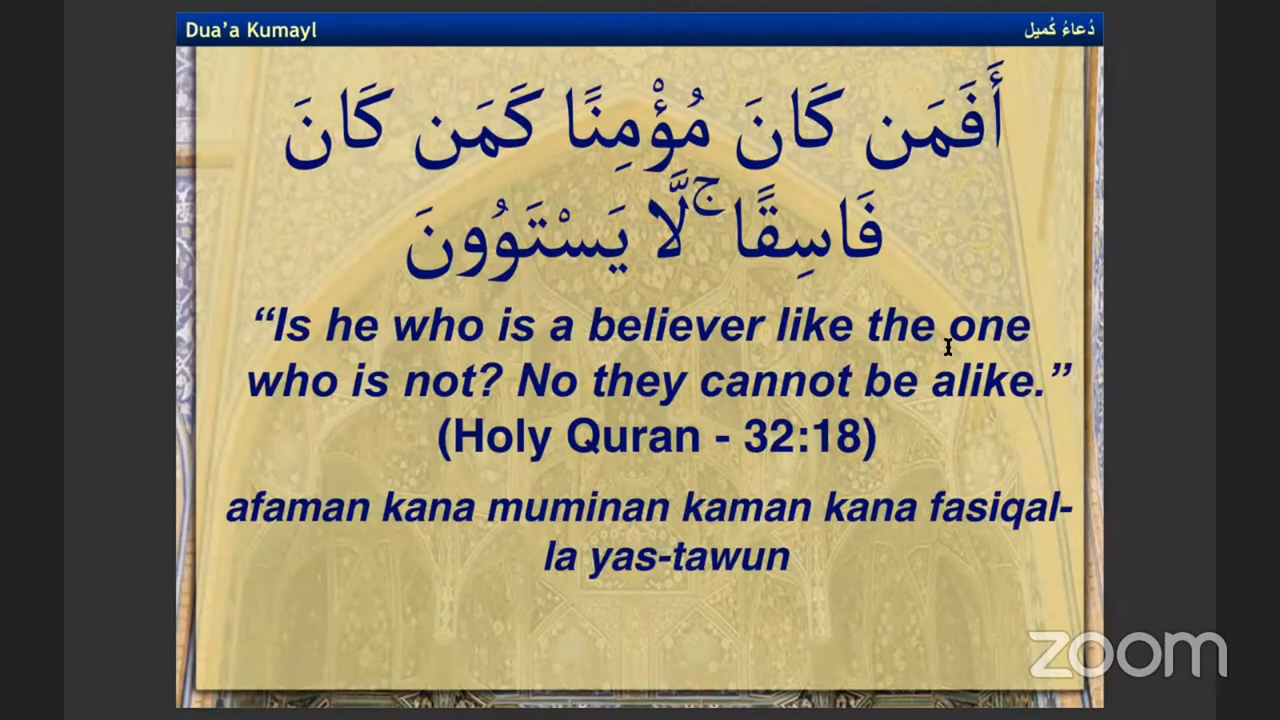 Dua’a Kumayl
دُعاءُ كُميل
أَفَمَن كَانَ مُؤْمِنًا كَمَن كَانَ
فَاسِقًا ۚ لَّا يَسْتَوُونَ
“Is he who is a believer like the one
who is not? No they cannot be alike.”
(Holy Quran - 32:18)
afaman kana muminan kaman kana fasiqal-
la yas-tawun
zoom